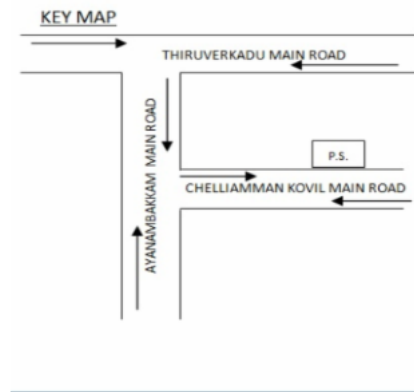 KEY MAP
THIRUVERKADU MAIN ROAD
AYANAMBAKKAM MAIN ROAD
P.S.
CHELLIAMMAN KOVIL MAIN ROAD